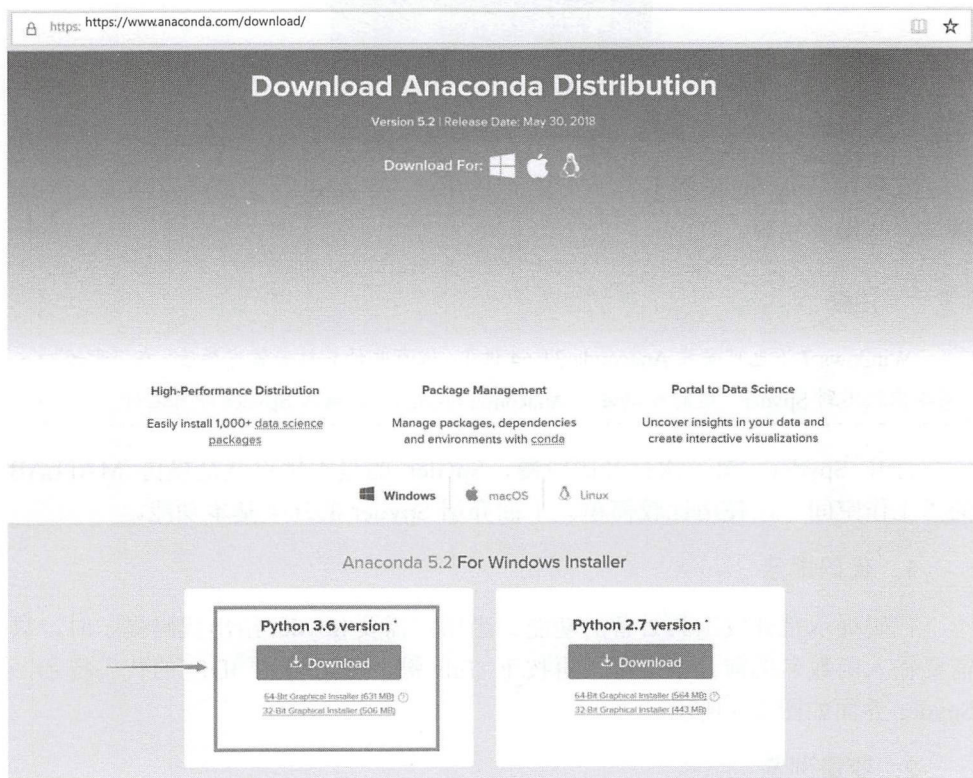 https: https://www.anaconda.com/download/
Download Anaconda Distribution
Version 5.2 | Release Date: May 30, 2018
Download For:
High-Performance Distribution
Easily install 1,000+ data science
packages
Package Management
Manage packages, dependencies
and environments with conda
Portal to Data Science
Uncover insights in your data and
create interactive visualizations
Windows
macOS
Linux
Anaconda 5.2 For Windows Installer
Python 3.6 version *
Download
64-Bit Graphical Installer (631 MB) ?
32-Bit Graphical Installer (506 MB)
Python 2.7 version *
Download
64-Bit Graphical Installer (564 MB) ?
32-Bit Graphical Installer (443 MB)